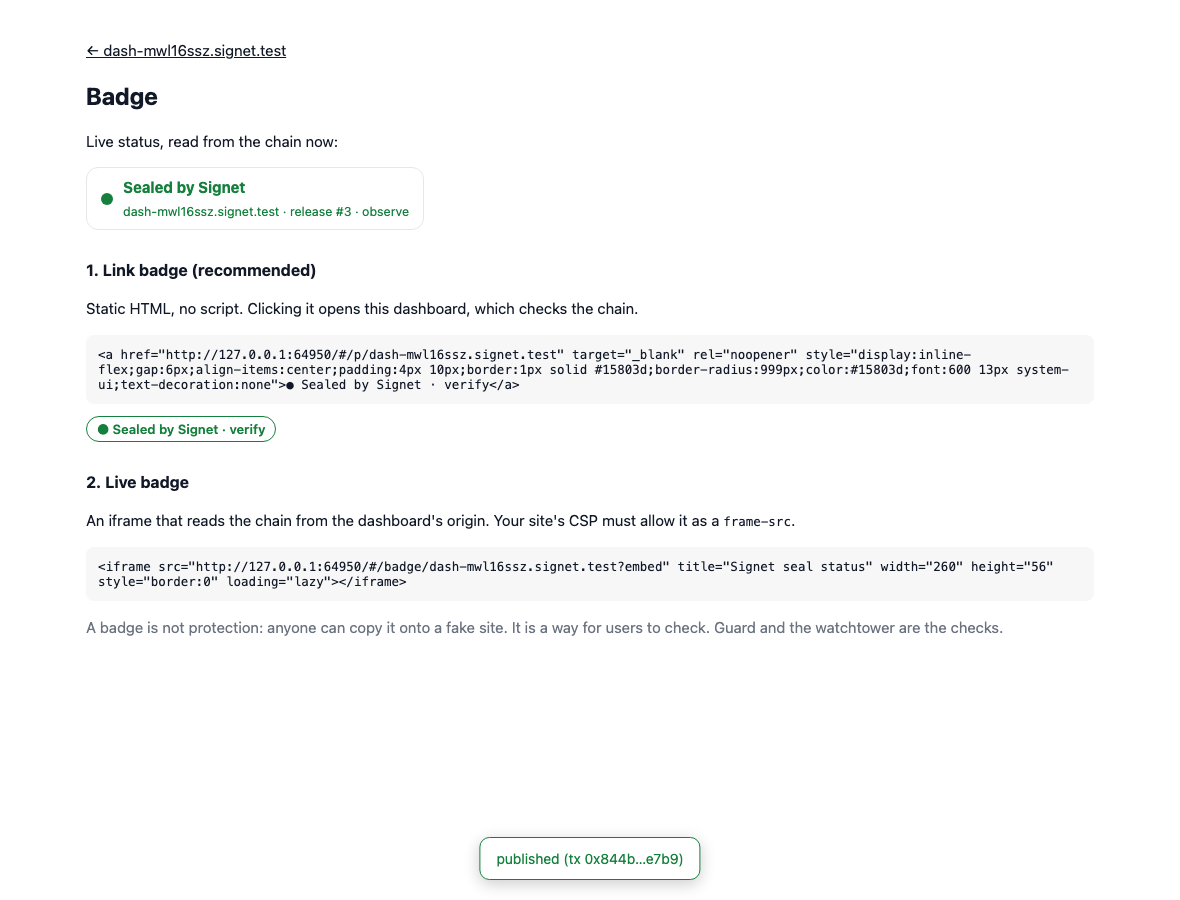 ← dash-mwl16ssz.signet.test
Badge
Live status, read from the chain now:
Sealed by Signet
dash-mwl16ssz.signet.test · release #3 · observe
1. Link badge (recommended)
Static HTML, no script. Clicking it opens this dashboard, which checks the chain.
<a href="http://127.0.0.1:64950/#/p/dash-mwl16ssz.signet.test" target="_blank" rel="noopener" style="display:inline-
flex;gap:6px;align-items:center;padding:4px 10px;border:1px solid #15803d;border-radius:999px;color:#15803d;font:600 13px system-
ui;text-decoration:none">● Sealed by Signet · verify</a>
● Sealed by Signet · verify
2. Live badge
An iframe that reads the chain from the dashboard's origin. Your site's CSP must allow it as a frame-src.
<iframe src="http://127.0.0.1:64950/#/badge/dash-mwl16ssz.signet.test?embed" title="Signet seal status" width="260" height="56"
style="border:0" loading="lazy"></iframe>
A badge is not protection: anyone can copy it onto a fake site. It is a way for users to check. Guard and the watchtower are the checks.
published (tx 0x844b…e7b9)